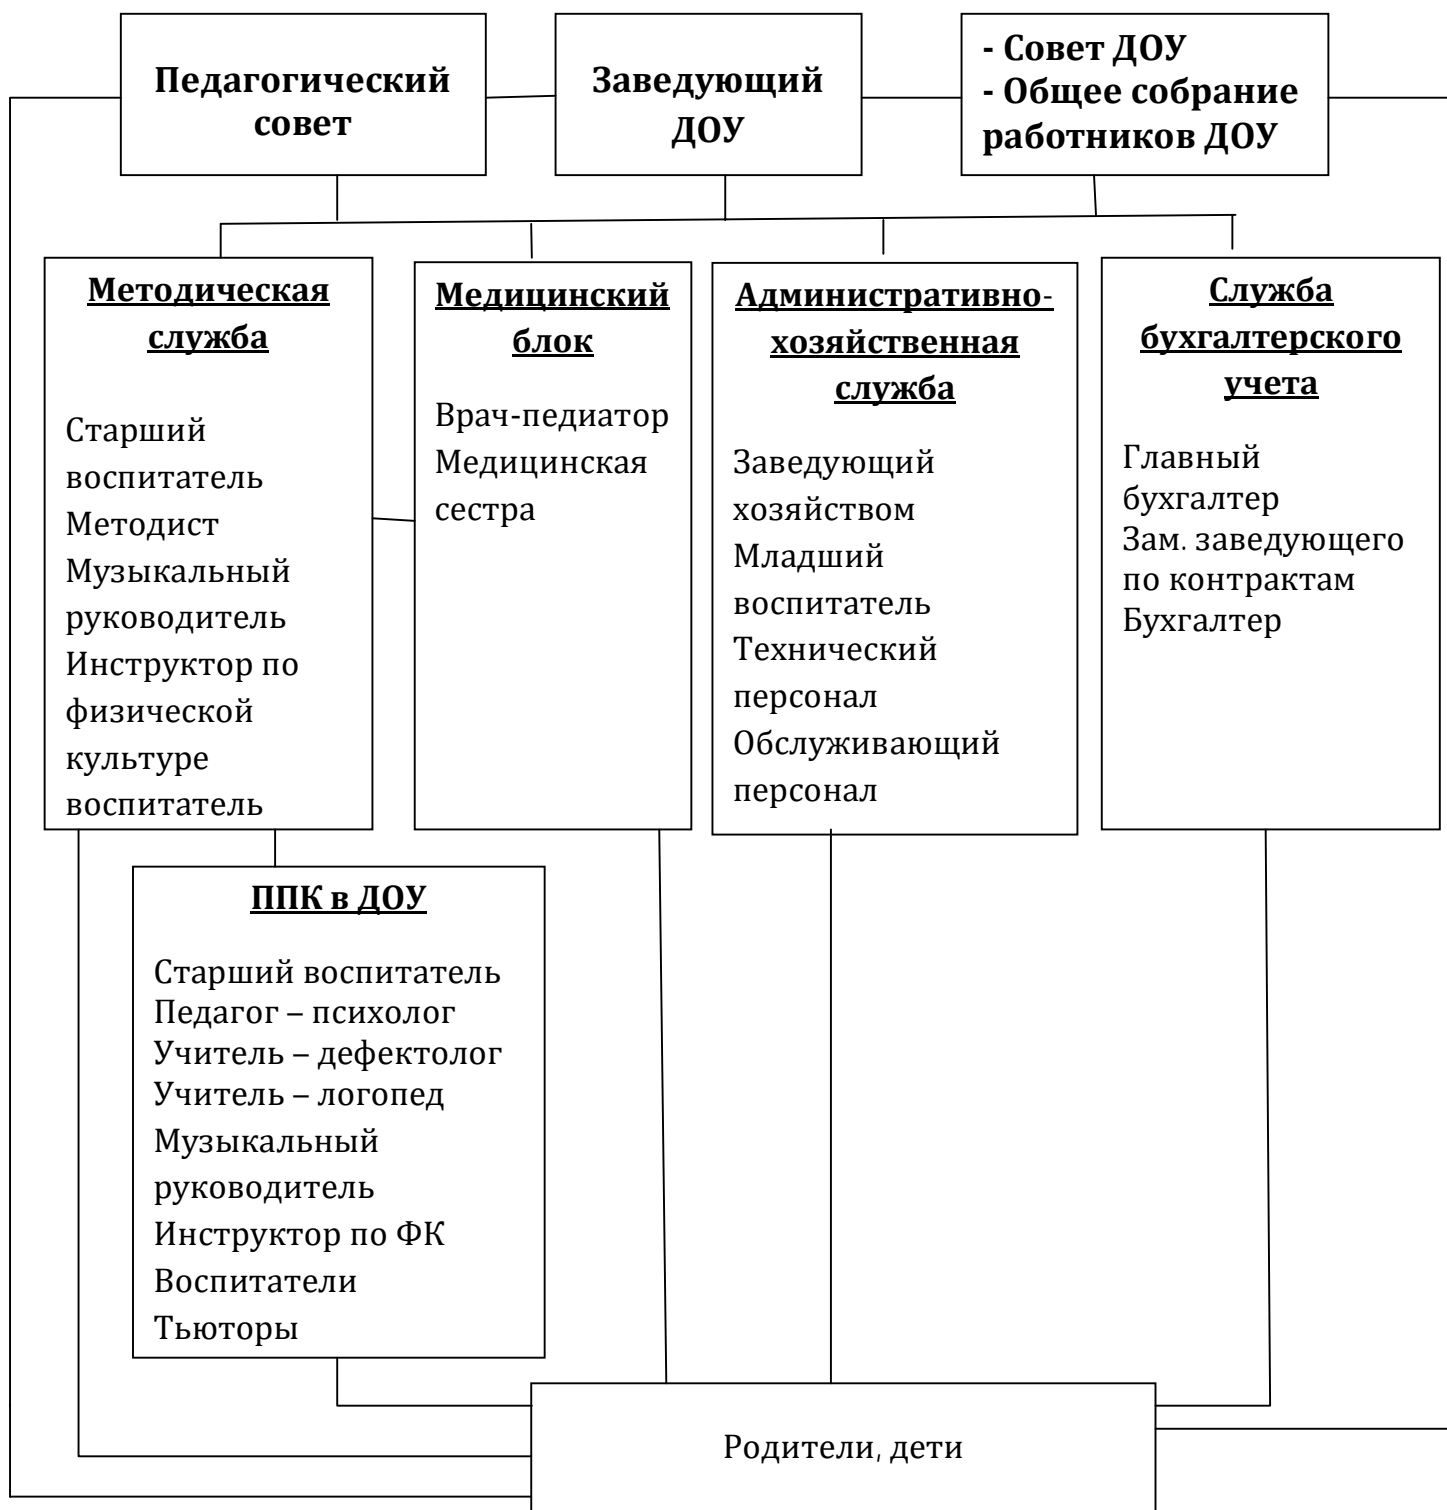 Педагогический
совет
Заведующий
ДОУ
- Совет ДОУ
- Общее собрание
работников ДОУ
Методическая
служба
Старший
воспитатель
Методист
Музыкальный
руководитель
Инструктор по
физической
культуре
воспитатель
Медицинский
блок
Врач-педиатор
Медицинская
сестра
Административно-
хозяйственная
служба
Заведующий
хозяйством
Младший
воспитатель
Технический
персонал
Обслуживающий
персонал
Служба
бухгалтерского
учета
Главный
бухгалтер
Зам. заведующего
по контрактам
Бухгалтер
ППК в ДОУ
Старший воспитатель
Педагог – психолог
Учитель – дефектолог
Учитель – логопед
Музыкальный
руководитель
Инструктор по ФК
Воспитатели
Тьюторы
Родители, дети